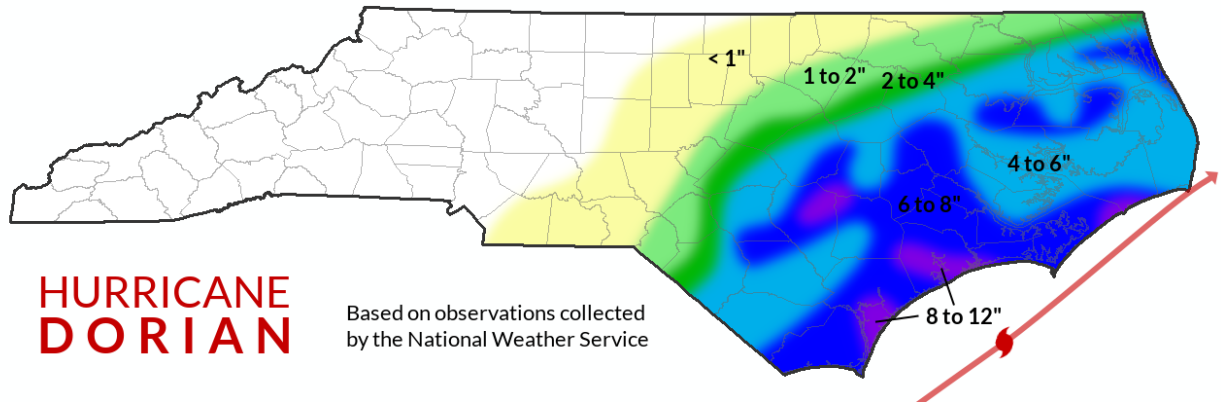 < 1"
1 to 2"
2 to 4"
4 to 6"
6 to 8"
8 to 12"
HURRICANE
DORIAN
Based on observations collected
by the National Weather Service